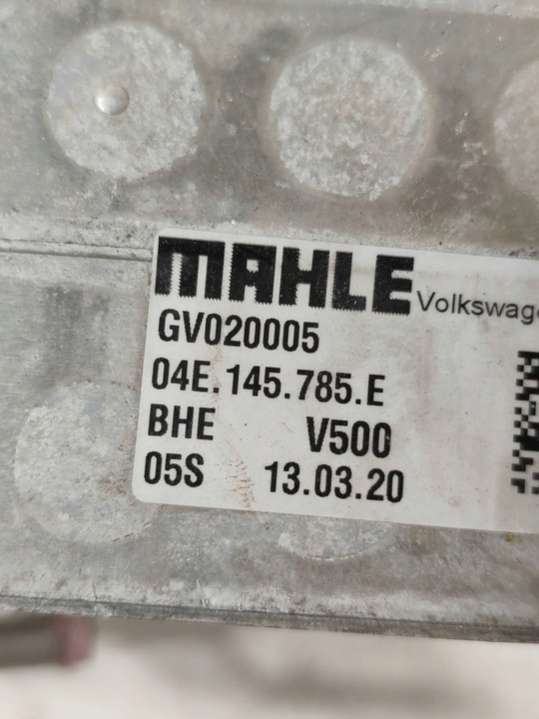 MAHLE Volkswage
GV020005
04E.145.785.E
BHE V500
05S 13.03.20